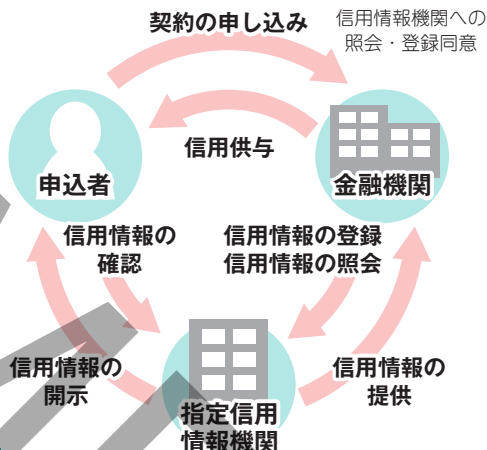 契約の申し込み
信用情報機関への
照会・登録同意
信用供与
申込者
金融機関
信用情報の
確認
信用情報の登録
信用情報の照会
信用情報の
開示
信用情報の
提供
指定信用
情報機関